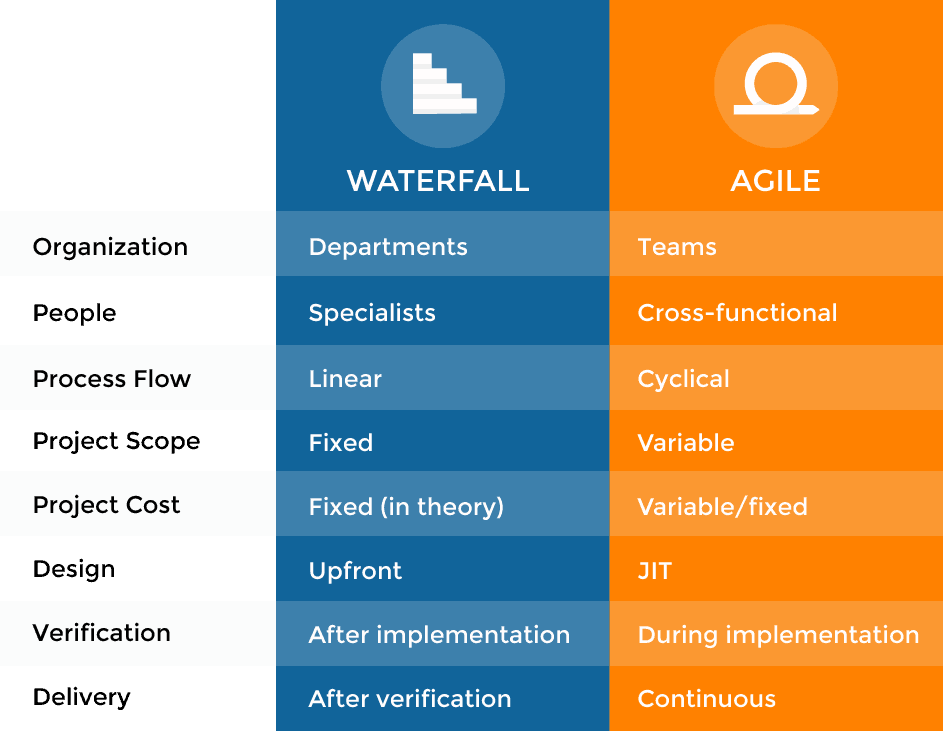 WATERFALL AGILE
Organization Departments Teams
People Specialists Cross-functional
Process Flow Linear Cyclical
Project Scope Fixed Variable
Project Cost Fixed (in theory) Variable/fixed
Design Upfront JIT
Verification After implementation During implementation
Delivery After verification Continuous